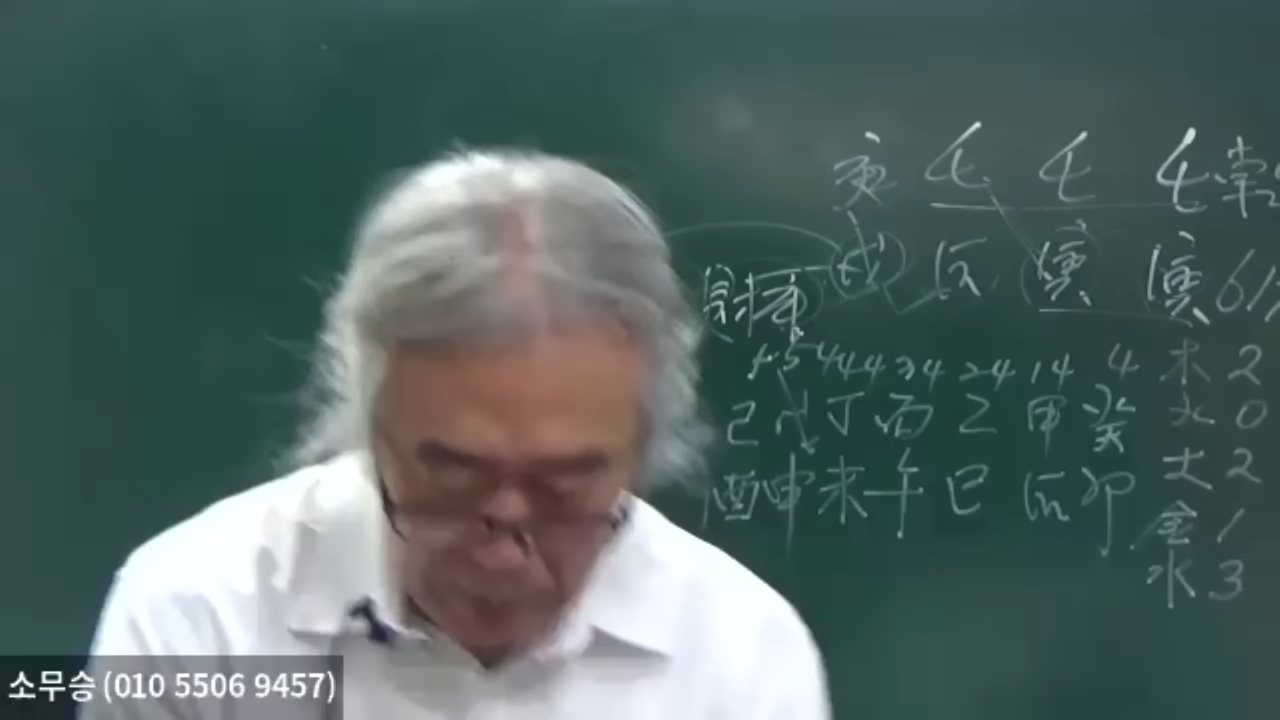 庚 壬 壬 壬 乾
戌 辰 寅 寅 61
44 34 24 14 4 木 2
己 戊 丁 丙 乙 甲 癸 火 0
酉 申 未 午 巳 辰 卯 土 2
金 1
水 3
소무승 (010 5506 9457)